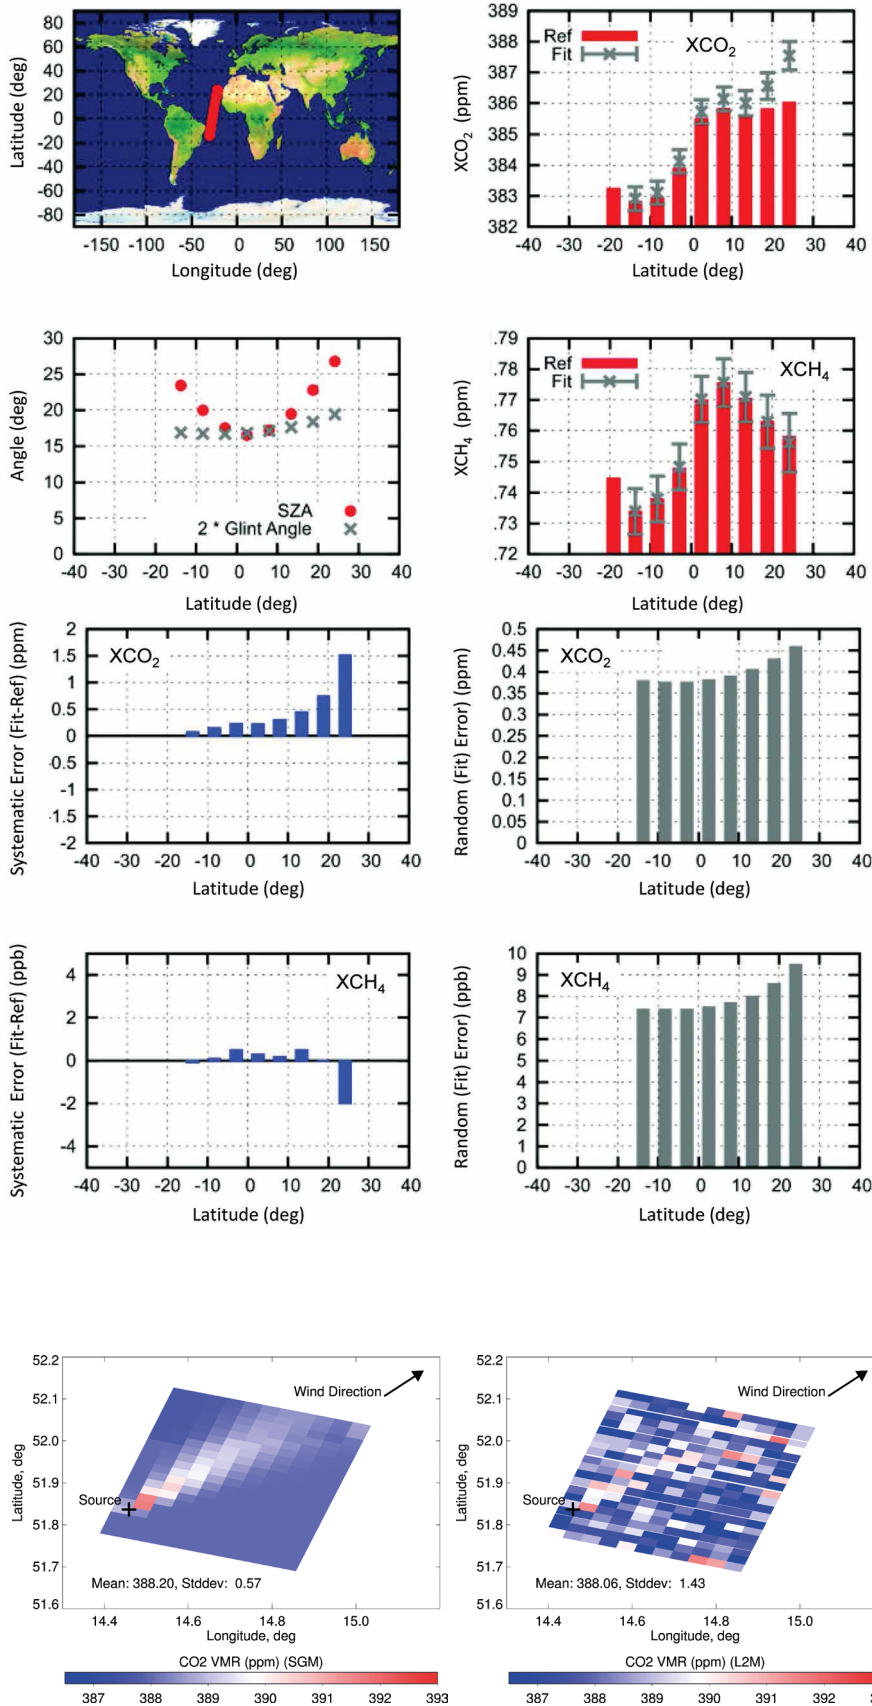 80
60
40
20
0
-20
-40
-60
-80
Latitude (deg)
-150 -100 -50 0 50 100 150
Longitude (deg)
389
388
387
386
385
384
383
382
XCO2 (ppm)
Ref
Fit
XCO2
-40 -30 -20 -10 0 10 20 30 40
Latitude (deg)
30
25
20
15
10
5
0
Angle (deg)
SZA
2 * Glint Angle
-40 -30 -20 -10 0 10 20 30 40
Latitude (deg)
.79
.78
.77
.76
.75
.74
.73
.72
XCH4 (ppm)
Ref
Fit
XCH4
-40 -30 -20 -10 0 10 20 30 40
Latitude (deg)
2
1.5
1
0.5
0
-0.5
-1
-1.5
-2
Systematic Error (Fit-Ref) (ppm)
XCO2
-40 -30 -20 -10 0 10 20 30 40
Latitude (deg)
0.5
0.45
0.4
0.35
0.3
0.25
0.2
0.15
0.1
0.05
0
Random (Fit) Error) (ppm)
XCO2
-40 -30 -20 -10 0 10 20 30 40
Latitude (deg)
4
2
0
-2
-4
Systematic Error (Fit-Ref) (ppb)
XCH4
-40 -30 -20 -10 0 10 20 30 40
Latitude (deg)
10
9
8
7
6
5
4
3
2
1
0
Random (Fit) Error) (ppb)
XCH4
-40 -30 -20 -10 0 10 20 30 40
Latitude (deg)
52.2
52.1
52.0
51.9
51.8
51.7
51.6
Latitude, deg
Wind Direction
Source
Mean: 388.20, Stddev: 0.57
14.4 14.6 14.8 15.0
Longitude, deg
CO2 VMR (ppm) (SGM)
387 388 389 390 391 392 393
52.2
52.1
52.0
51.9
51.8
51.7
51.6
Latitude, deg
Wind Direction
Source
Mean: 388.06, Stddev: 1.43
14.4 14.6 14.8 15.0
Longitude, deg
CO2 VMR (ppm) (L2M)
387 388 389 390 391 392